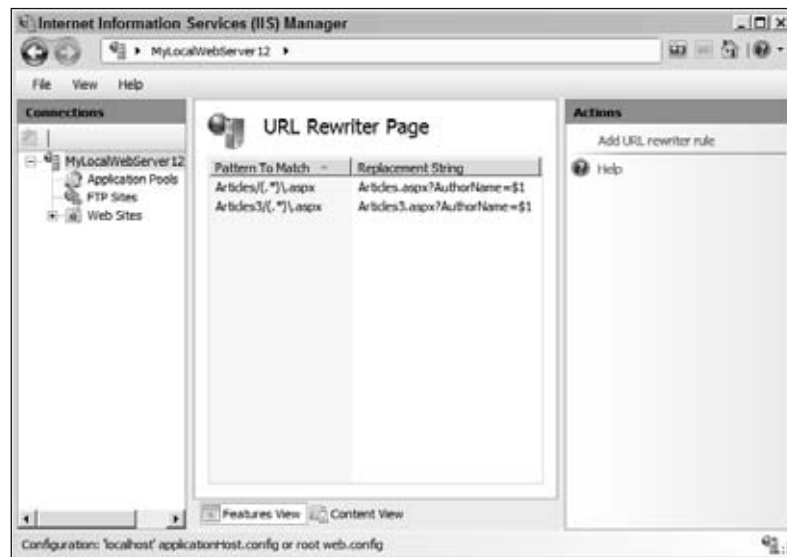 Internet Information Services (IIS) Manager
MyLocalWebServer12
File View Help
Connections
MyLocalWebServer12
Application Pools
FTP Sites
Web Sites
URL Rewriter Page
Pattern To Match Replacement String
Articles/(.*)\.aspx Articles.aspx?AuthorName=$1
Articles3/(.*)\.aspx Articles3.aspx?AuthorName=$1
Features View Content View
Actions
Add URL rewriter rule
Help
Configuration: 'localhost' applicationHost.config or root web.config